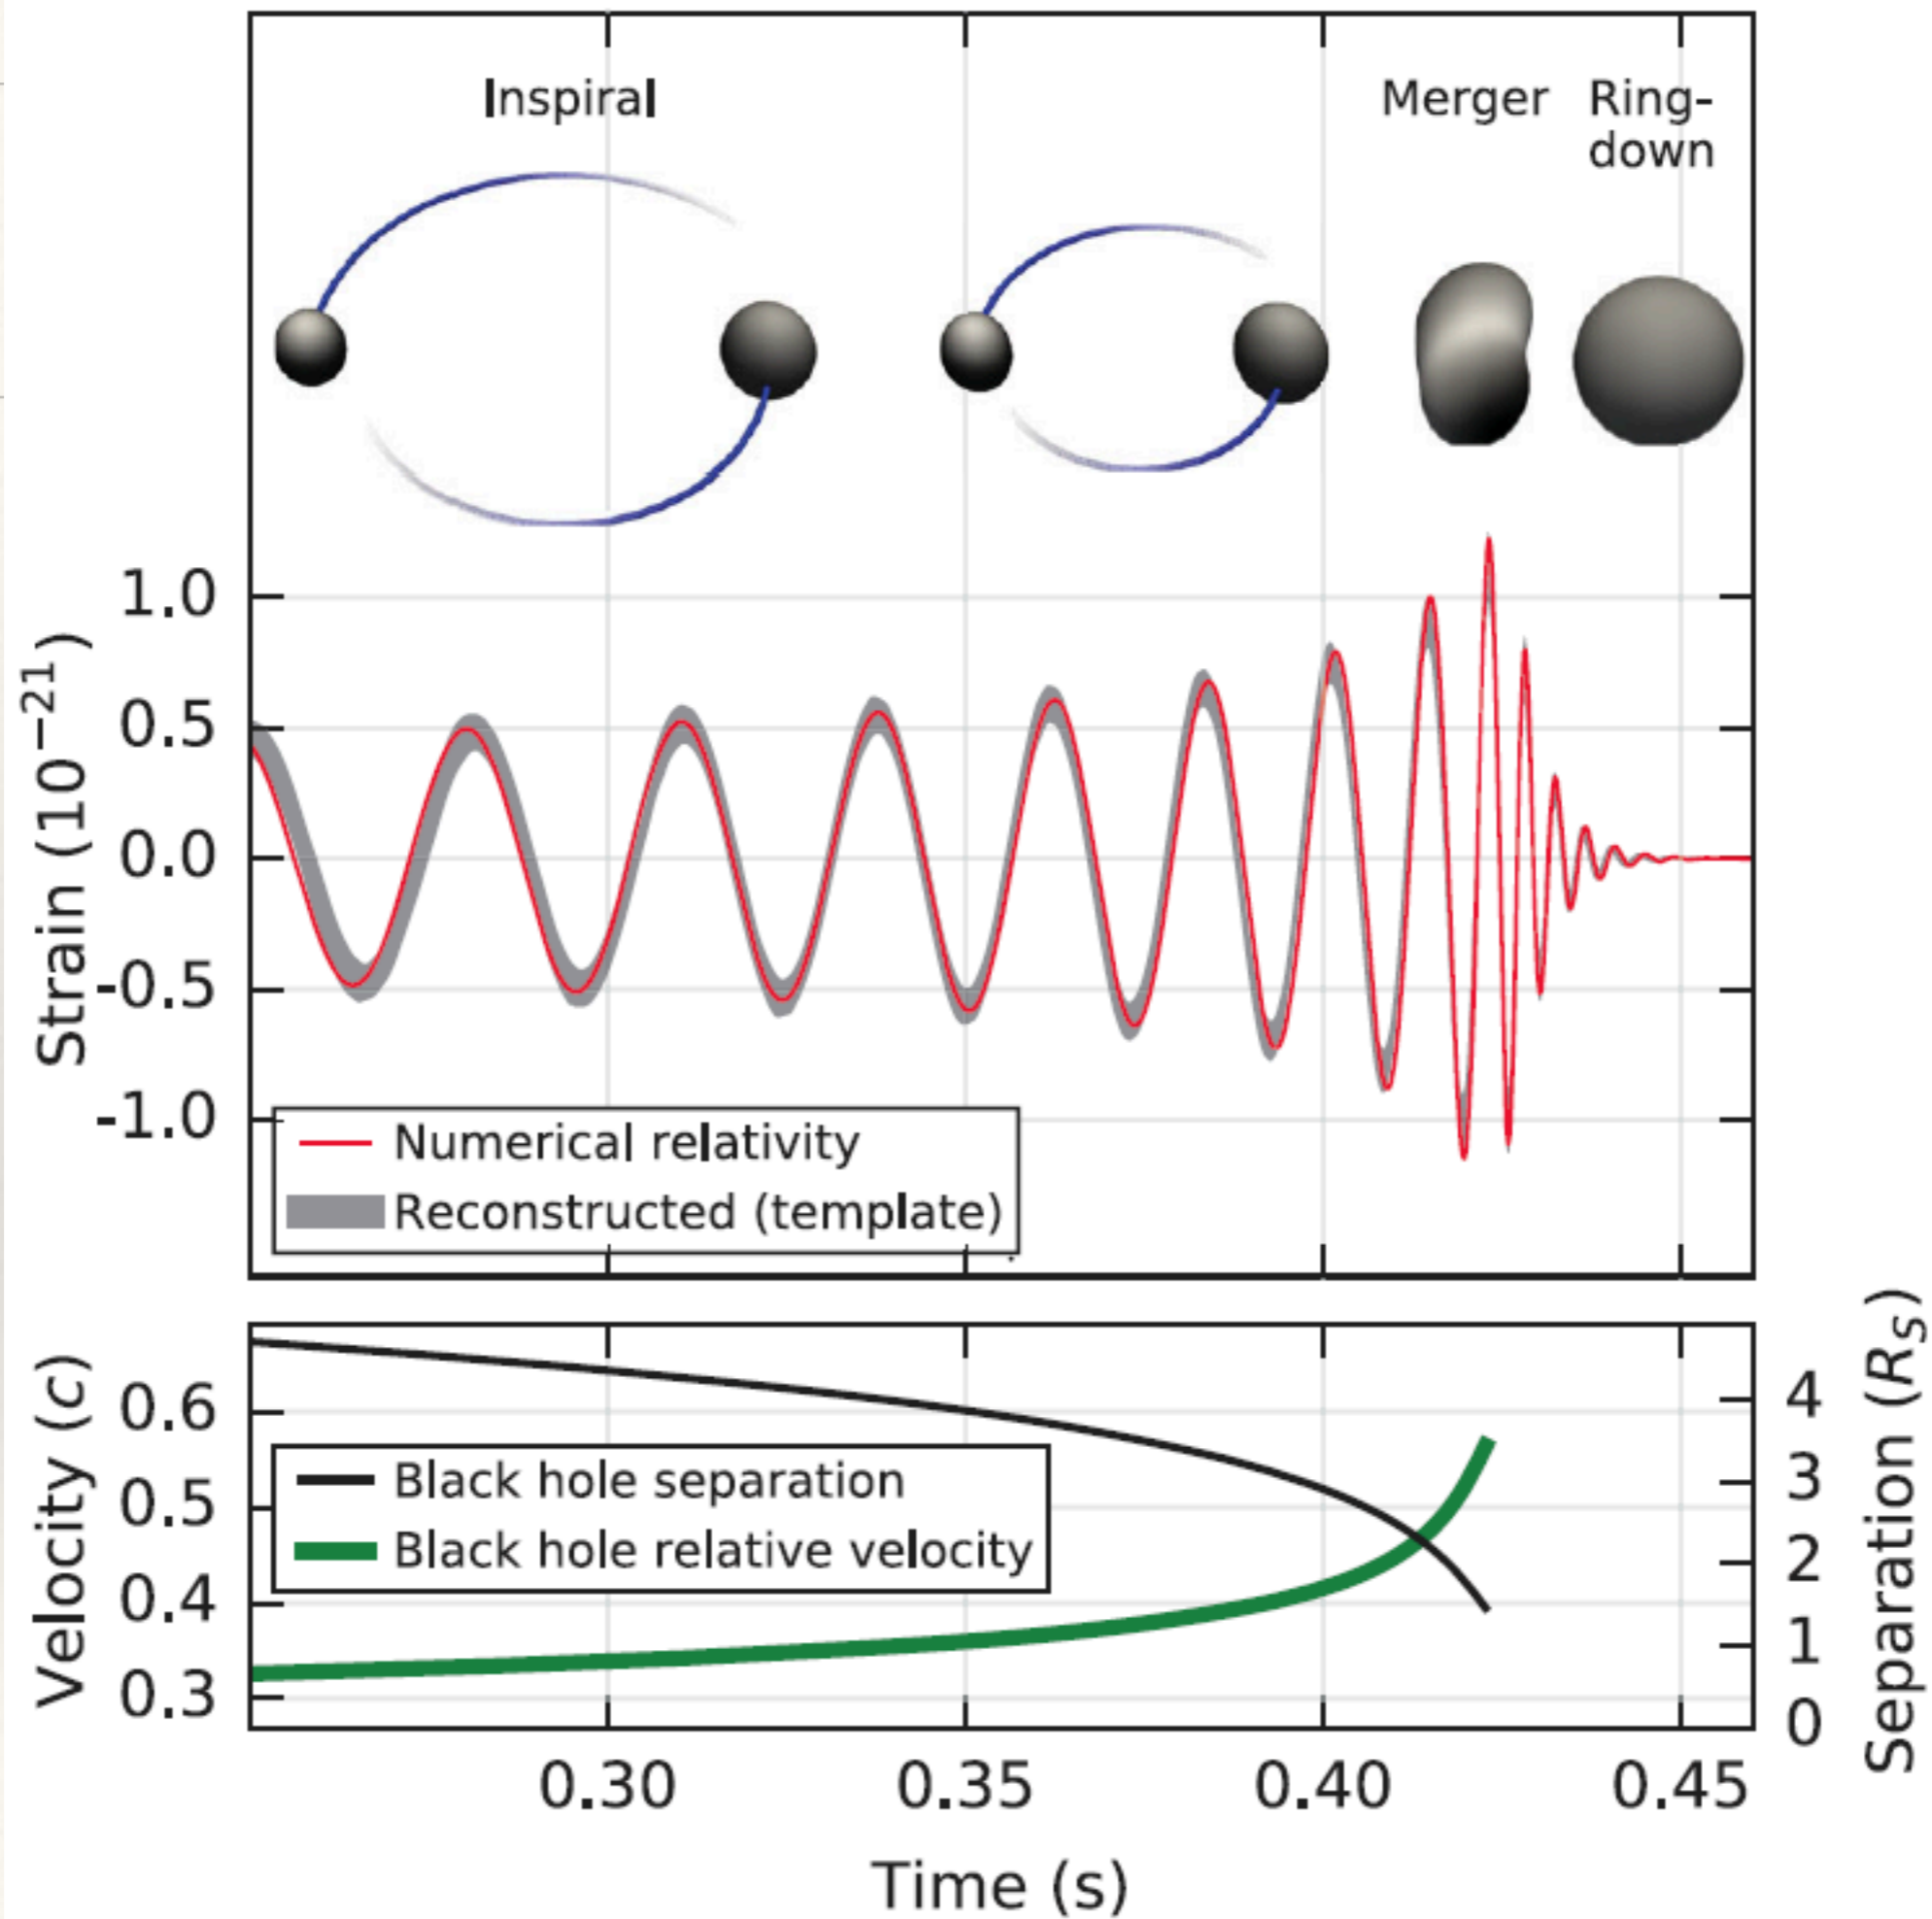 Inspiral
Merger
Ring-
down
Strain (10−21)
1.0
0.5
0.0
-0.5
-1.0
Numerical relativity
Reconstructed (template)
Velocity (c)
0.6
0.5
0.4
0.3
Black hole separation
Black hole relative velocity
Separation (RS)
4
3
2
1
0
0.30 0.35 0.40 0.45
Time (s)